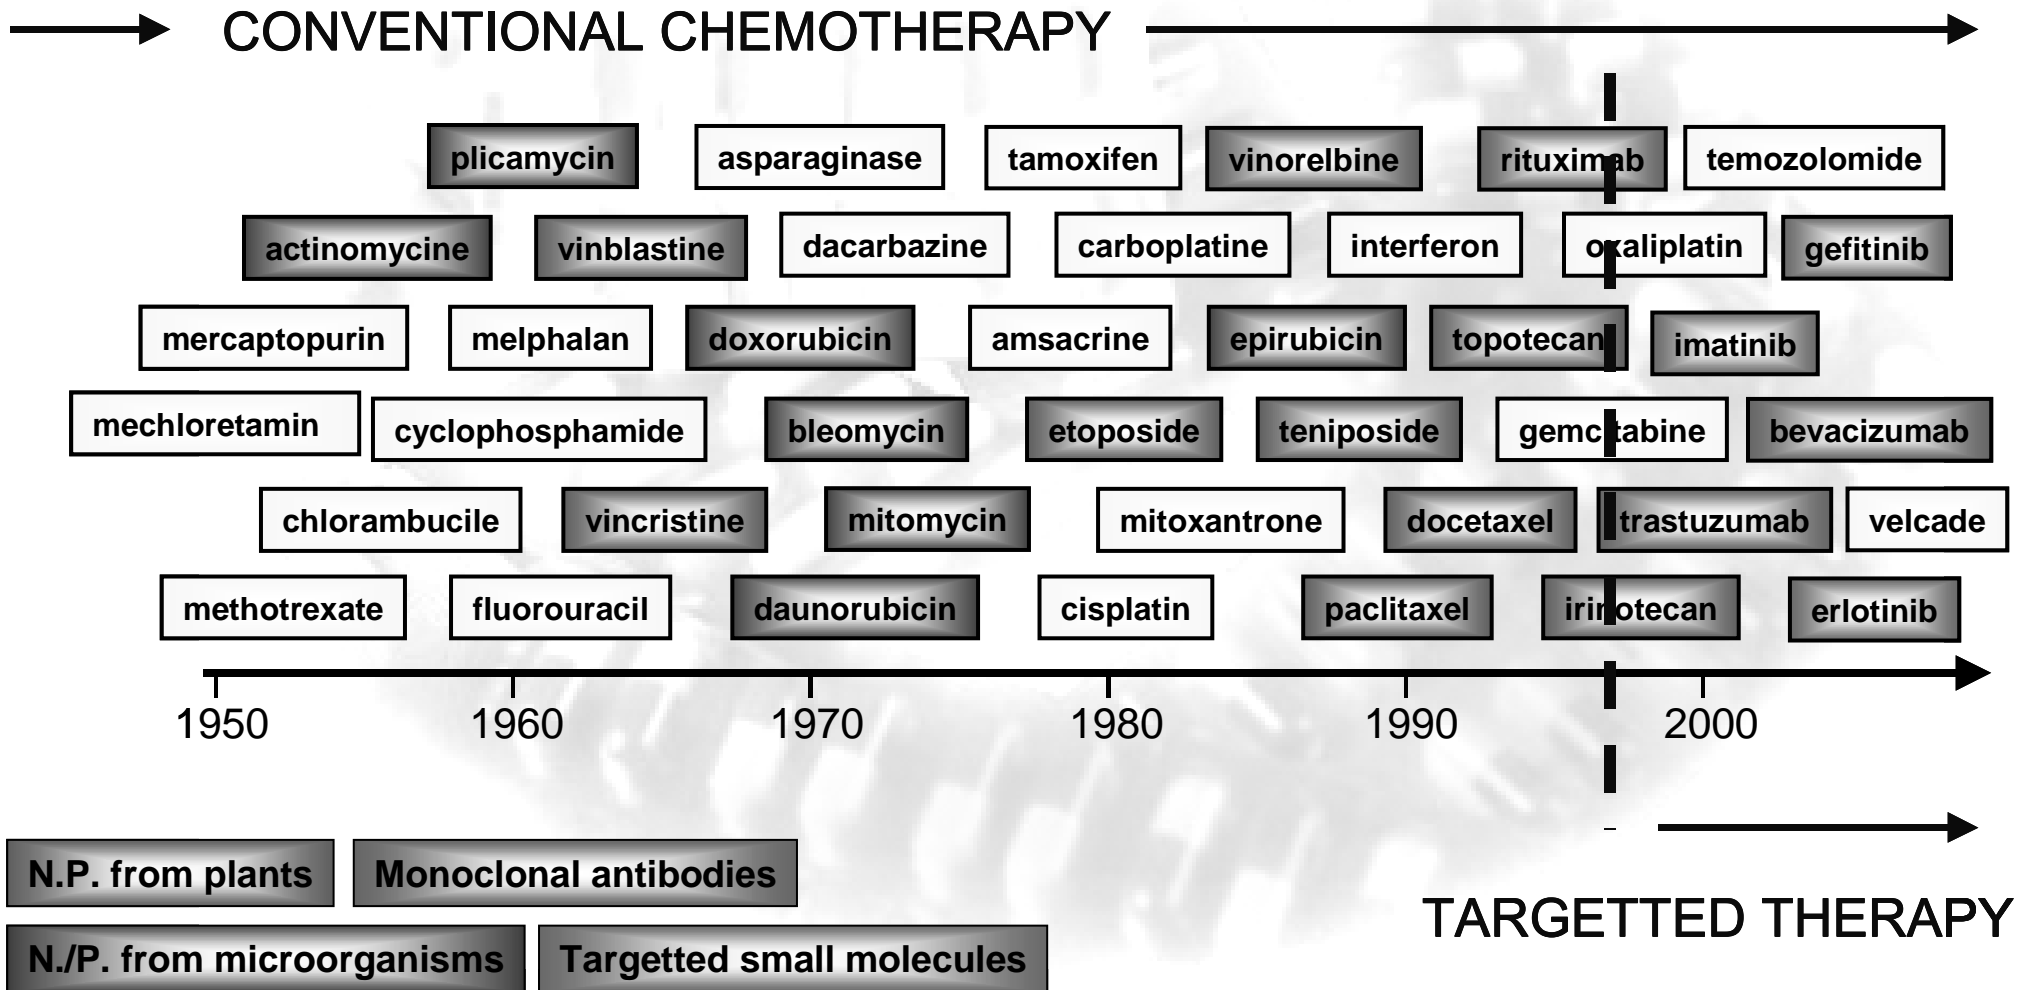 CONVENTIONAL CHEMOTHERAPY
plicamycin asparaginase tamoxifen vinorelbine rituximab temozolomide
actinomycine vinblastine dacarbazine carboplatine interferon oxaliplatin gefitinib
mercaptopurin melphalan doxorubicin amsacrine epirubicin topotecan imatinib
mechloretamin cyclophosphamide bleomycin etoposide teniposide gemcitabine bevacizumab
chlorambucile vincristine mitomycin mitoxantrone docetaxel trastuzumab velcade
methotrexate fluorouracil daunorubicin cisplatin paclitaxel irinotecan erlotinib
1950 1960 1970 1980 1990 2000
N.P. from plants Monoclonal antibodies
TARGETTED THERAPY
N./P. from microorganisms Targetted small molecules